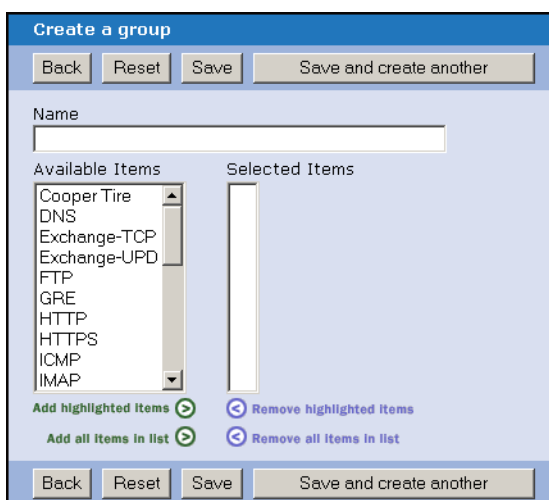 Create a group
Back Reset Save Save and create another
Name
Available Items Selected Items
Cooper Tire
DNS
Exchange-TCP
Exchange-UPD
FTP
GRE
HTTP
HTTPS
ICMP
IMAP
Add highlighted items Remove highlighted items
Add all items in list Remove all items in list
Back Reset Save Save and create another